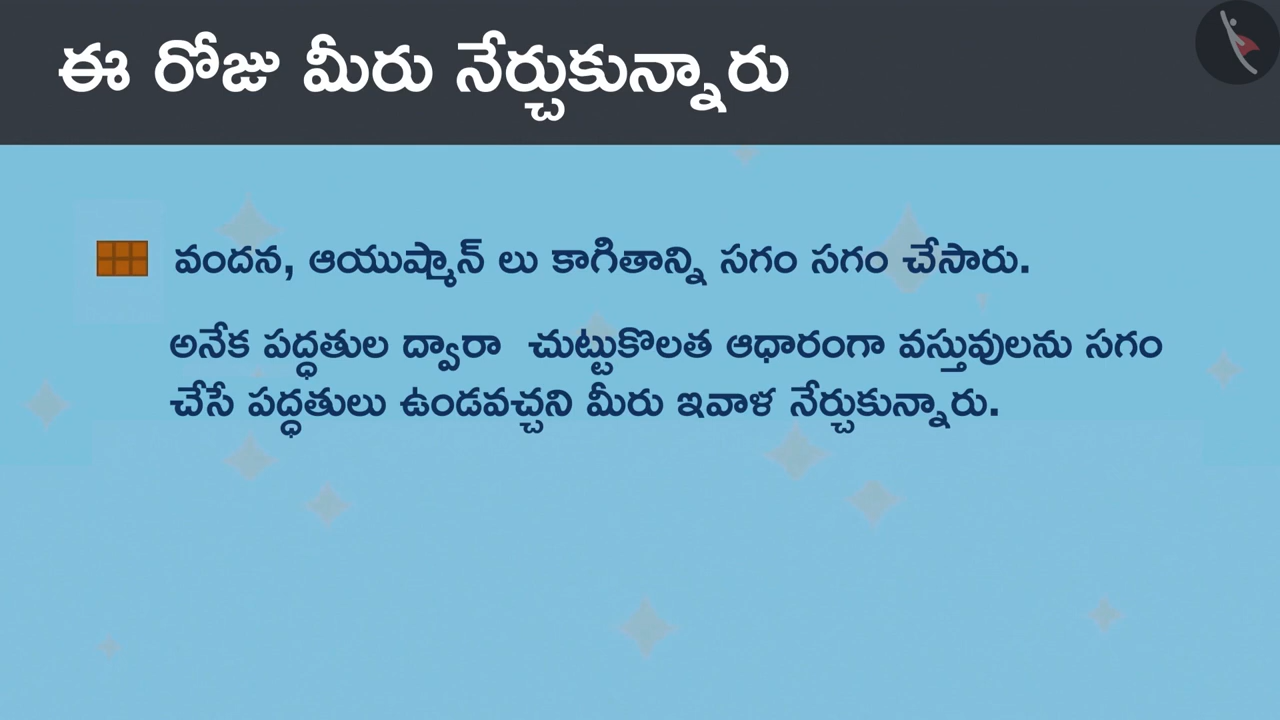 ఈ రోజు మీరు నేర్చుకున్నారు
వందన, ఆయుష్మాన్ లు కాగితాన్ని సగం సగం చేసారు.
అనేక పద్ధతుల ద్వారా చుట్టుకొలత ఆధారంగా వస్తువులను సగం
చేసే పద్ధతులు ఉండవచ్చని మీరు ఇవాళ నేర్చుకున్నారు.